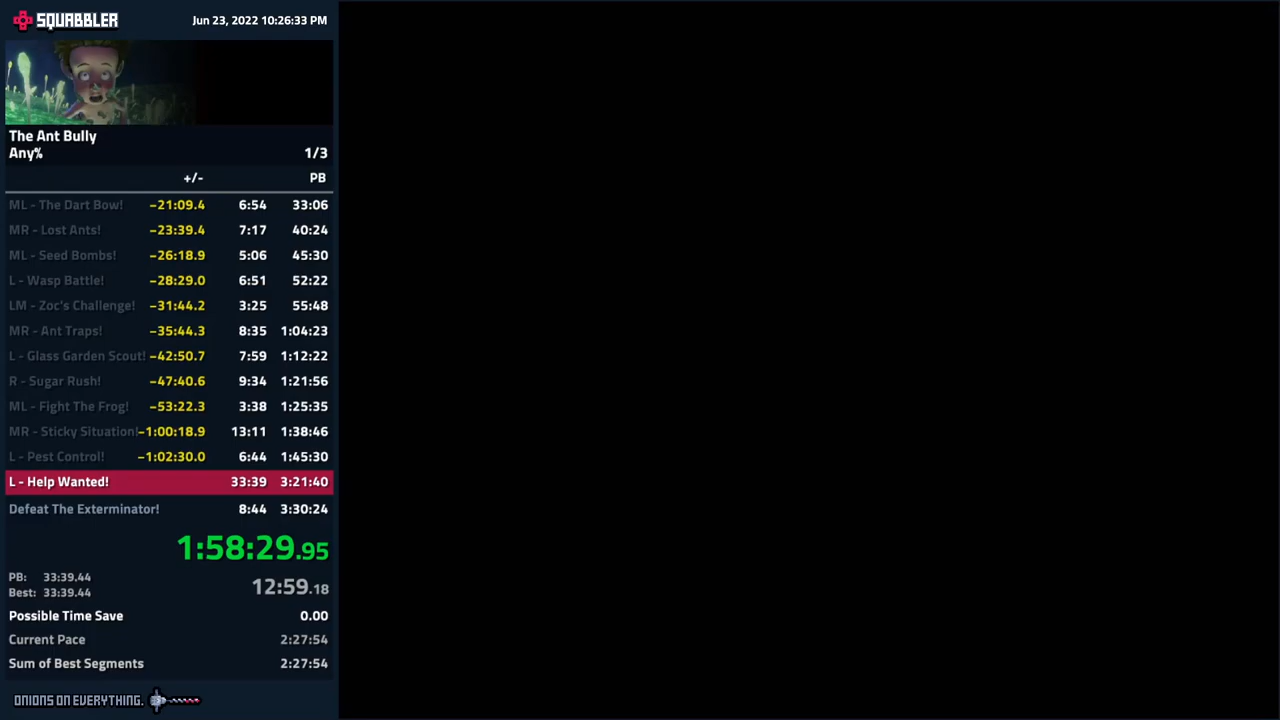 SQUABBLER Jun 23, 2022 10:26:33 PM
The Ant Bully
Any% 1/3
+/- PB
ML - The Dart Bow! −21:09.4 6:54 33:06
MR - Lost Ants! −23:39.4 7:17 40:24
ML - Seed Bombs! −26:18.9 5:06 45:30
L - Wasp Battle! −28:29.0 6:51 52:22
LM - Zoc's Challenge! −31:44.2 3:25 55:48
MR - Ant Traps! −35:44.3 8:35 1:04:23
L - Glass Garden Scout! −42:50.7 7:59 1:12:22
R - Sugar Rush! −47:40.6 9:34 1:21:56
ML - Fight The Frog! −53:22.3 3:38 1:25:35
MR - Sticky Situation! −1:00:18.9 13:11 1:38:46
L - Pest Control! −1:02:30.0 6:44 1:45:30
L - Help Wanted! 33:39 3:21:40
Defeat The Exterminator! 8:44 3:30:24
1:58:29.95
PB: 33:39.44
Best: 33:39.44 12:59.18
Possible Time Save 0.00
Current Pace 2:27:54
Sum of Best Segments 2:27:54
ONIONS ON EVERYTHING.